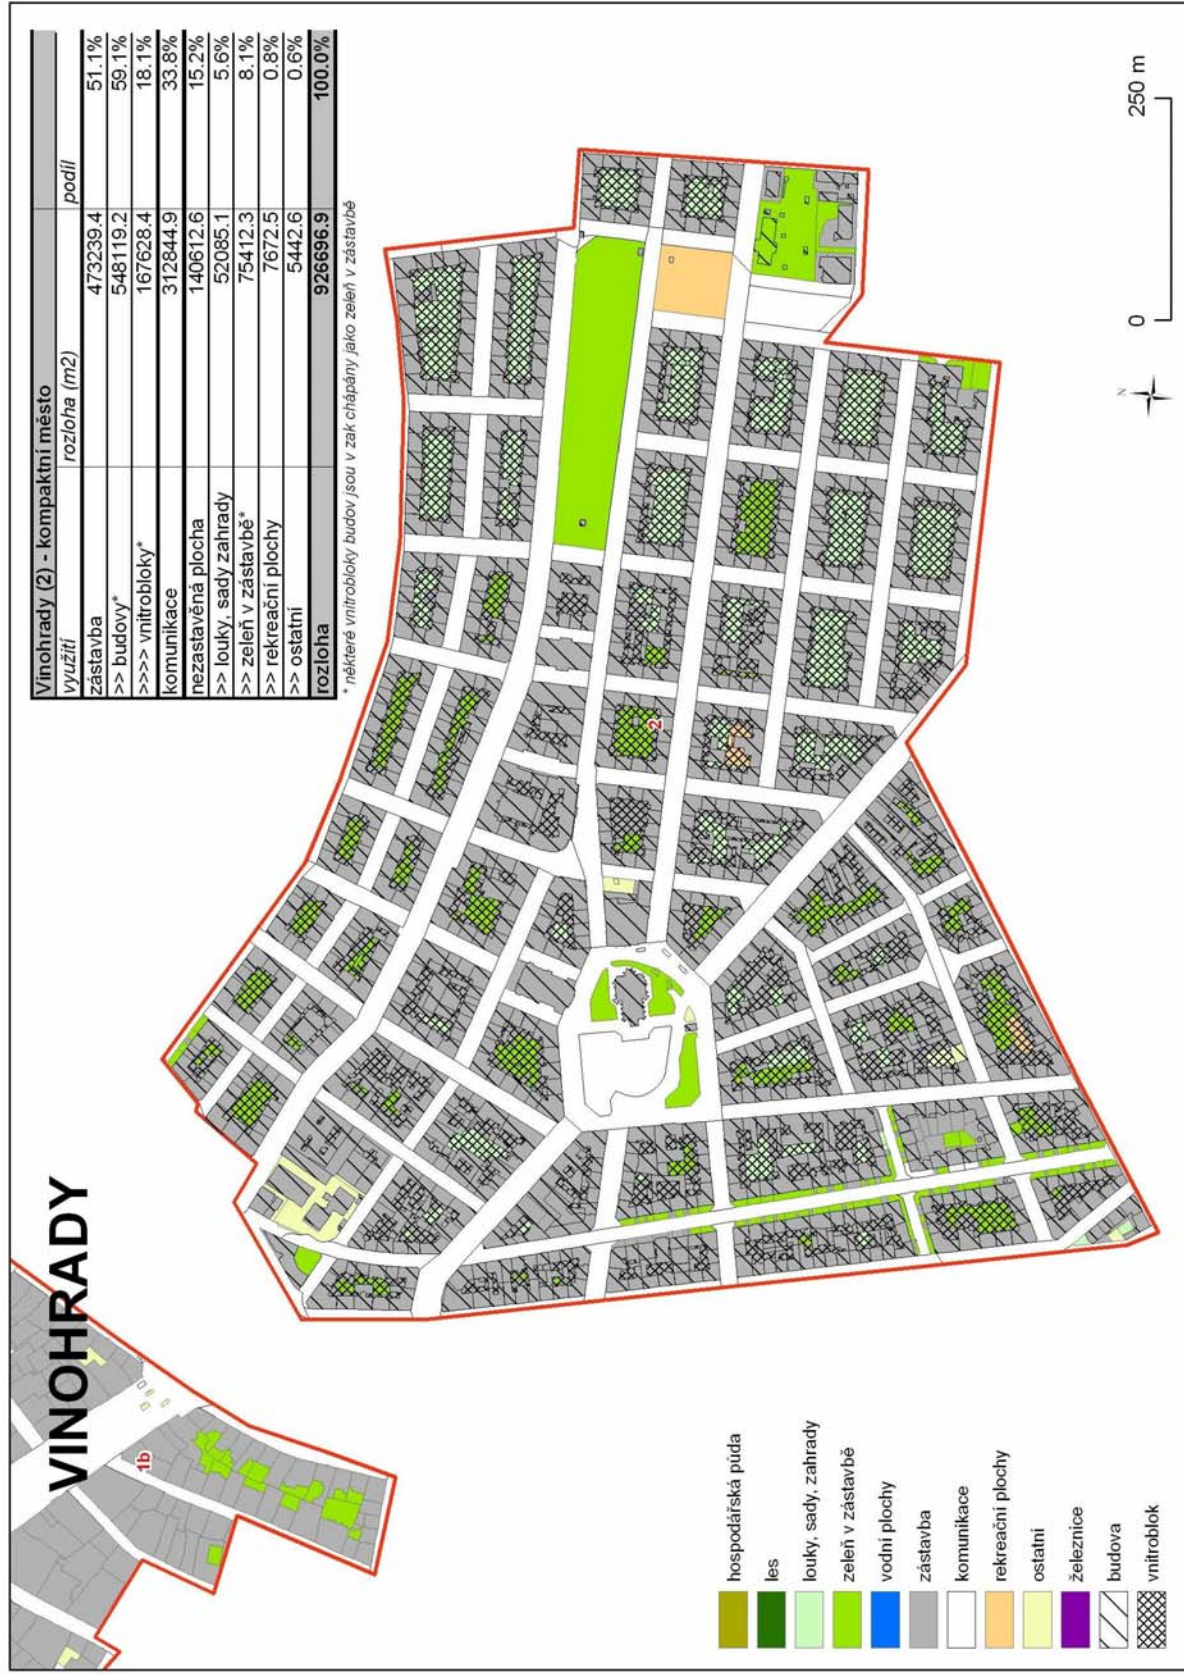 VINOHRADY
Vinohrady (2) - kompaktní město
využití rozloha (m2) podíl
zástavba 473239.4 51.1%
>> budovy* 548119.2 59.1%
>>>> vnitrobloky* 167628.4 18.1%
komunikace 312844.9 33.8%
nezastavěná plocha 140612.6 15.2%
>> louky, sady zahrady 52085.1 5.6%
>> zeleň v zástavbě* 75412.3 8.1%
>> rekreační plochy 7672.5 0.8%
>> ostatní 5442.6 0.6%
rozloha 926696.9 100.0%
* některé vnitrobloky budov jsou v zak chápány jako zeleň v zástavbě
1b
2
hospodářská půda
les
louky, sady, zahrady
zeleň v zástavbě
vodní plochy
zástavba
komunikace
rekreační plochy
ostatní
železnice
budova
vnitroblok
N
0 250 m